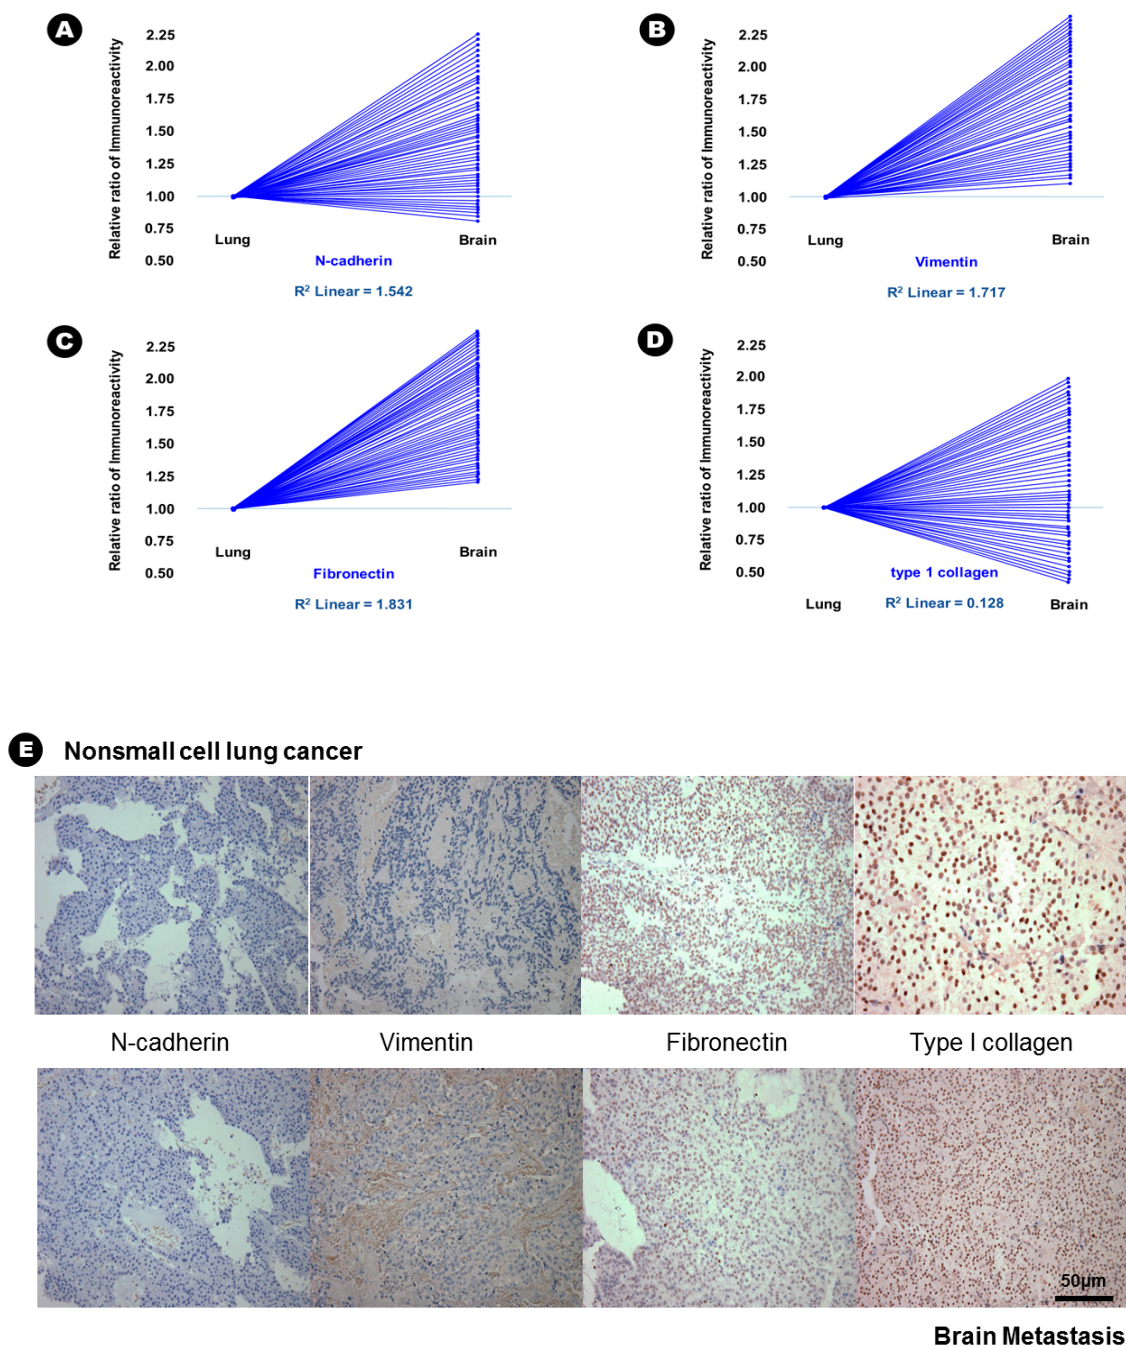 A
Relative ratio of Immunoreactivity
2.25
2.00
1.75
1.50
1.25
1.00
0.75
0.50
Lung
Brain
N-cadherin
R² Linear = 1.542
B
Relative ratio of Immunoreactivity
2.25
2.00
1.75
1.50
1.25
1.00
0.75
0.50
Lung
Brain
Vimentin
R² Linear = 1.717
C
Relative ratio of Immunoreactivity
2.25
2.00
1.75
1.50
1.25
1.00
0.75
0.50
Lung
Brain
Fibronectin
R² Linear = 1.831
D
Relative ratio of Immunoreactivity
2.25
2.00
1.75
1.50
1.25
1.00
0.75
0.50
type 1 collagen
Lung
R² Linear = 0.128
Brain
E Nonsmall cell lung cancer
N-cadherin
Vimentin
Fibronectin
Type I collagen
50μm
Brain Metastasis